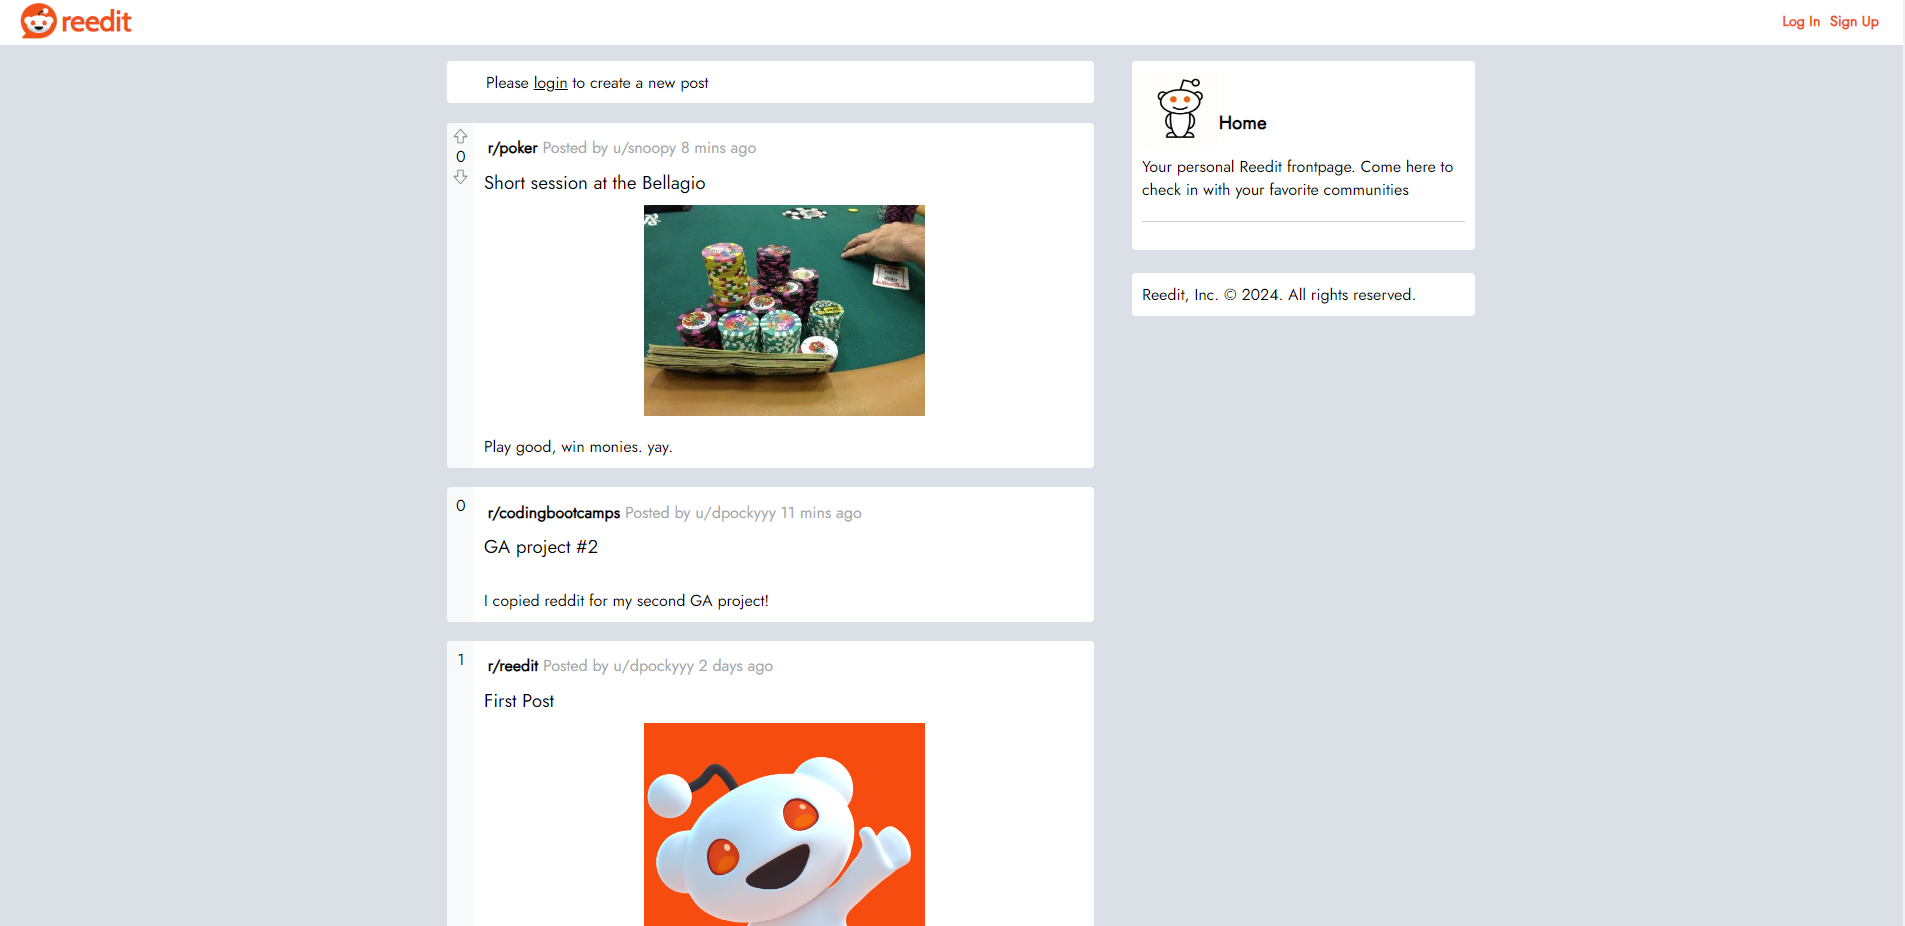 reedit
Log In Sign Up
Please login to create a new post
0
r/poker Posted by u/snoopy 8 mins ago
Short session at the Bellagio
Play good, win monies. yay.
0
r/codingbootcamps Posted by u/dpockyyy 11 mins ago
GA project #2
I copied reddit for my second GA project!
1
r/reedit Posted by u/dpockyyy 2 days ago
First Post
Home
Your personal Reedit frontpage. Come here to
check in with your favorite communities
Reedit, Inc. © 2024. All rights reserved.